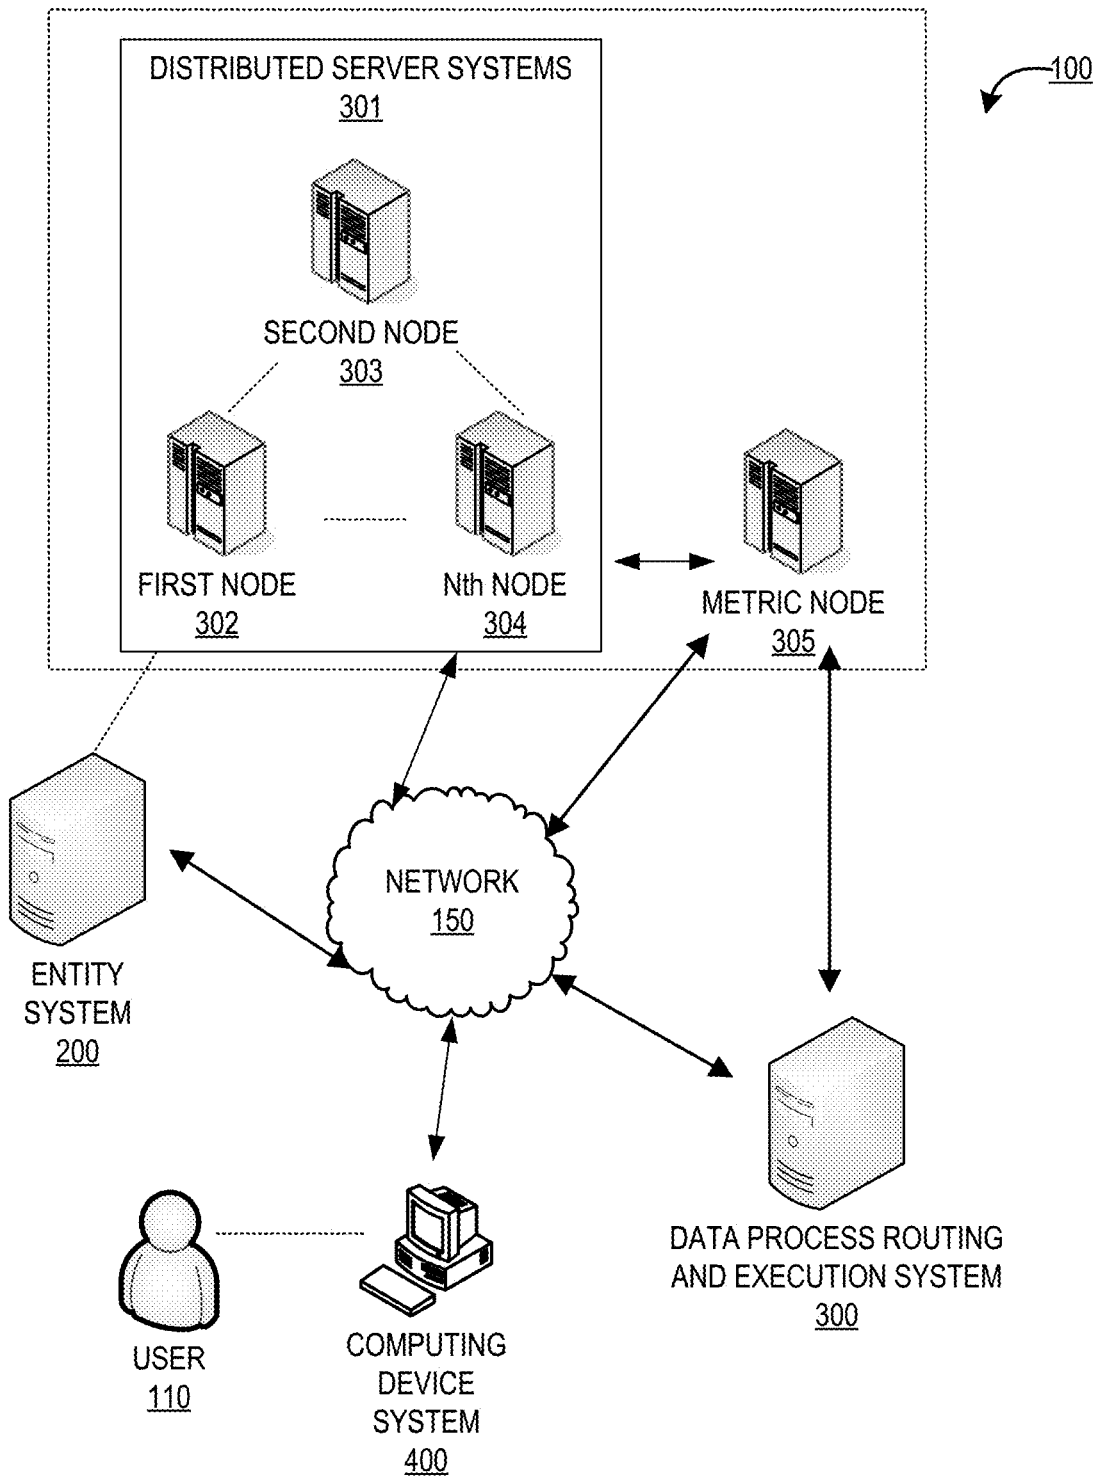 100
DISTRIBUTED SERVER SYSTEMS
301
SECOND NODE
303
FIRST NODE
302
Nth NODE
304
METRIC NODE
305
NETWORK
150
ENTITY
SYSTEM
200
DATA PROCESS ROUTING
AND EXECUTION SYSTEM
300
USER
110
COMPUTING
DEVICE
SYSTEM
400